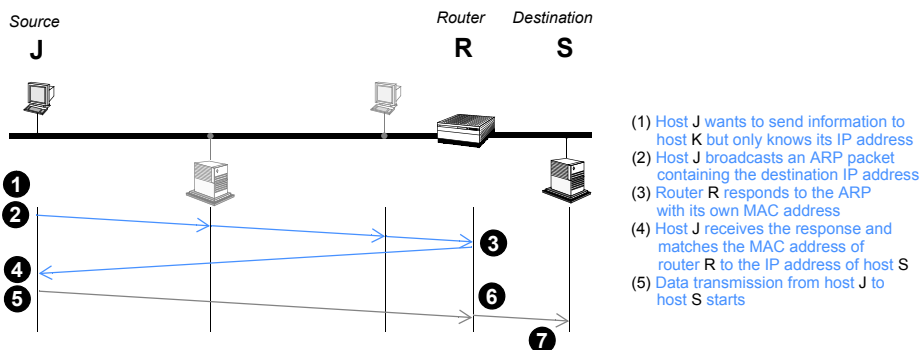 Source
Router
Destination
J
R
S
(1) Host J wants to send information to
host K but only knows its IP address
(2) Host J broadcasts an ARP packet
containing the destination IP address
(3) Router R responds to the ARP
with its own MAC address
(4) Host J receives the response and
matches the MAC address of
router R to the IP address of host S
(5) Data transmission from host J to
host S starts
1
2
3
4
5
6
7